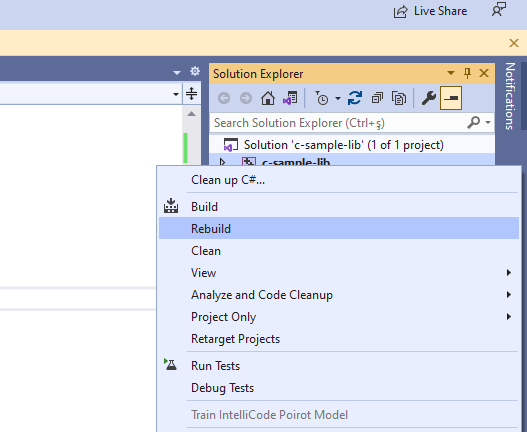 Live Share
Solution Explorer
Search Solution Explorer (Ctrl+ş)
Solution 'c-sample-lib' (1 of 1 project)
c-sample-lib
Notifications
Clean up C#...
Build
Rebuild
Clean
View
Analyze and Code Cleanup
Project Only
Retarget Projects
Run Tests
Debug Tests
Train IntelliCode Poirot Model